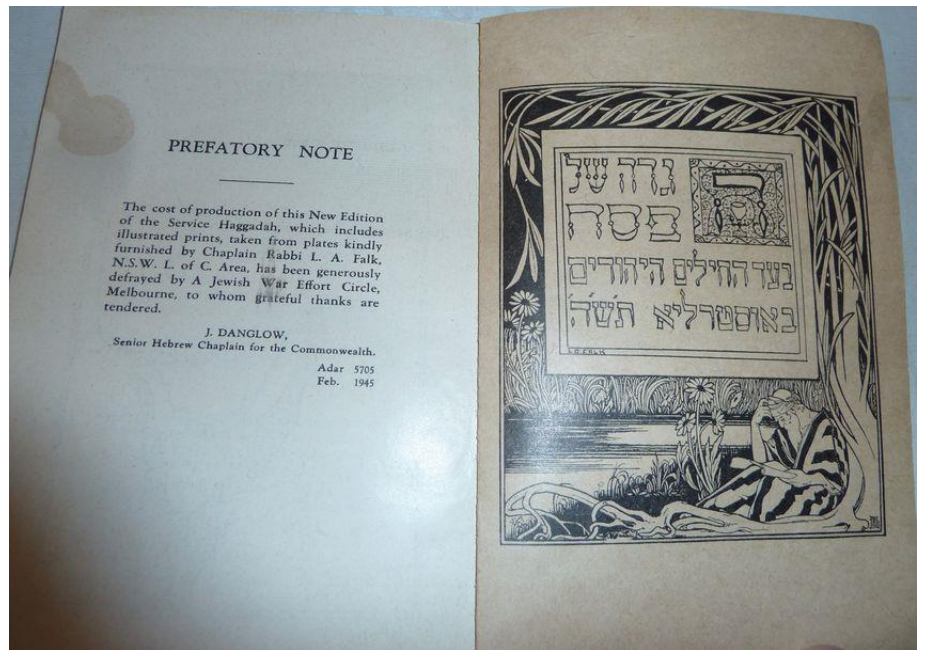 PREFATORY NOTE
The cost of production of this New Edition
of the Service Haggadah, which includes
illustrated prints, taken from plates kindly
furnished by Chaplain Rabbi L. A. Falk,
N.S.W. L. of C. Area, has been generously
defrayed by A Jewish War Effort Circle,
Melbourne, to whom grateful thanks are
tendered.
J. DANGLOW,
Senior Hebrew Chaplain for the Commonwealth.
Adar 5705
Feb. 1945
הגדה של
פסח
בעד החילים היהודים
באוסטרליא ת'ש'ה'
L.A. FALK